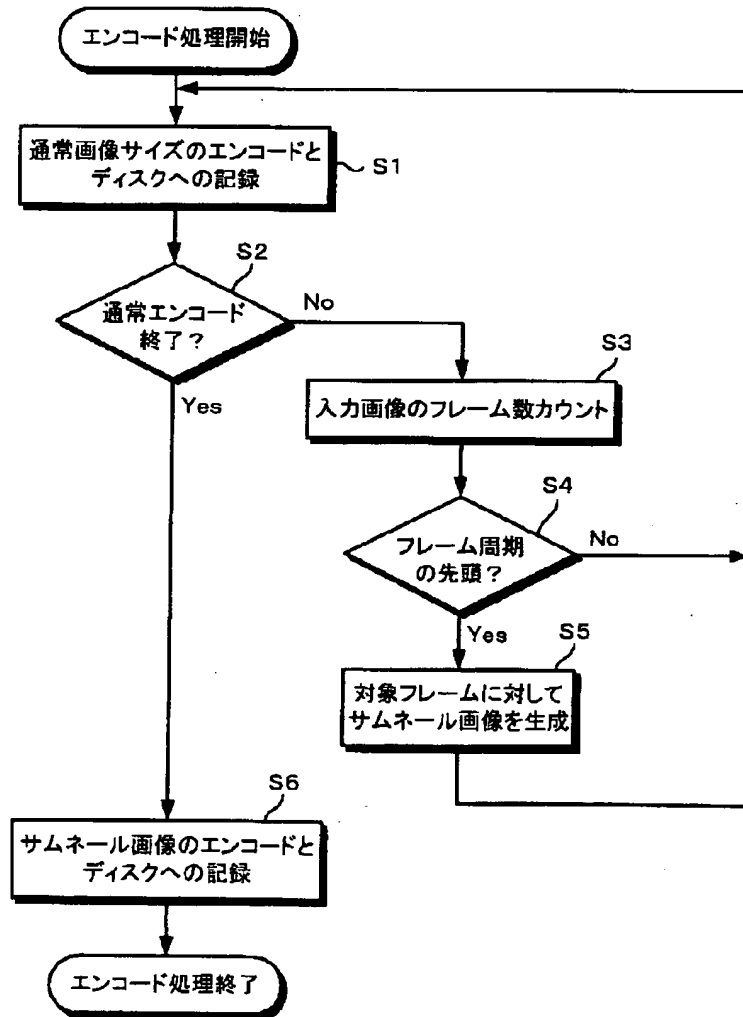 エンコード処理開始
通常画像サイズのエンコードと
ディスクへの記録
S1
S2
通常エンコード
終了？
No
Yes
S3
入力画像のフレーム数カウント
S4
フレーム周期
の先頭？
No
Yes
S5
対象フレームに対して
サムネール画像を生成
S6
サムネール画像のエンコードと
ディスクへの記録
エンコード処理終了